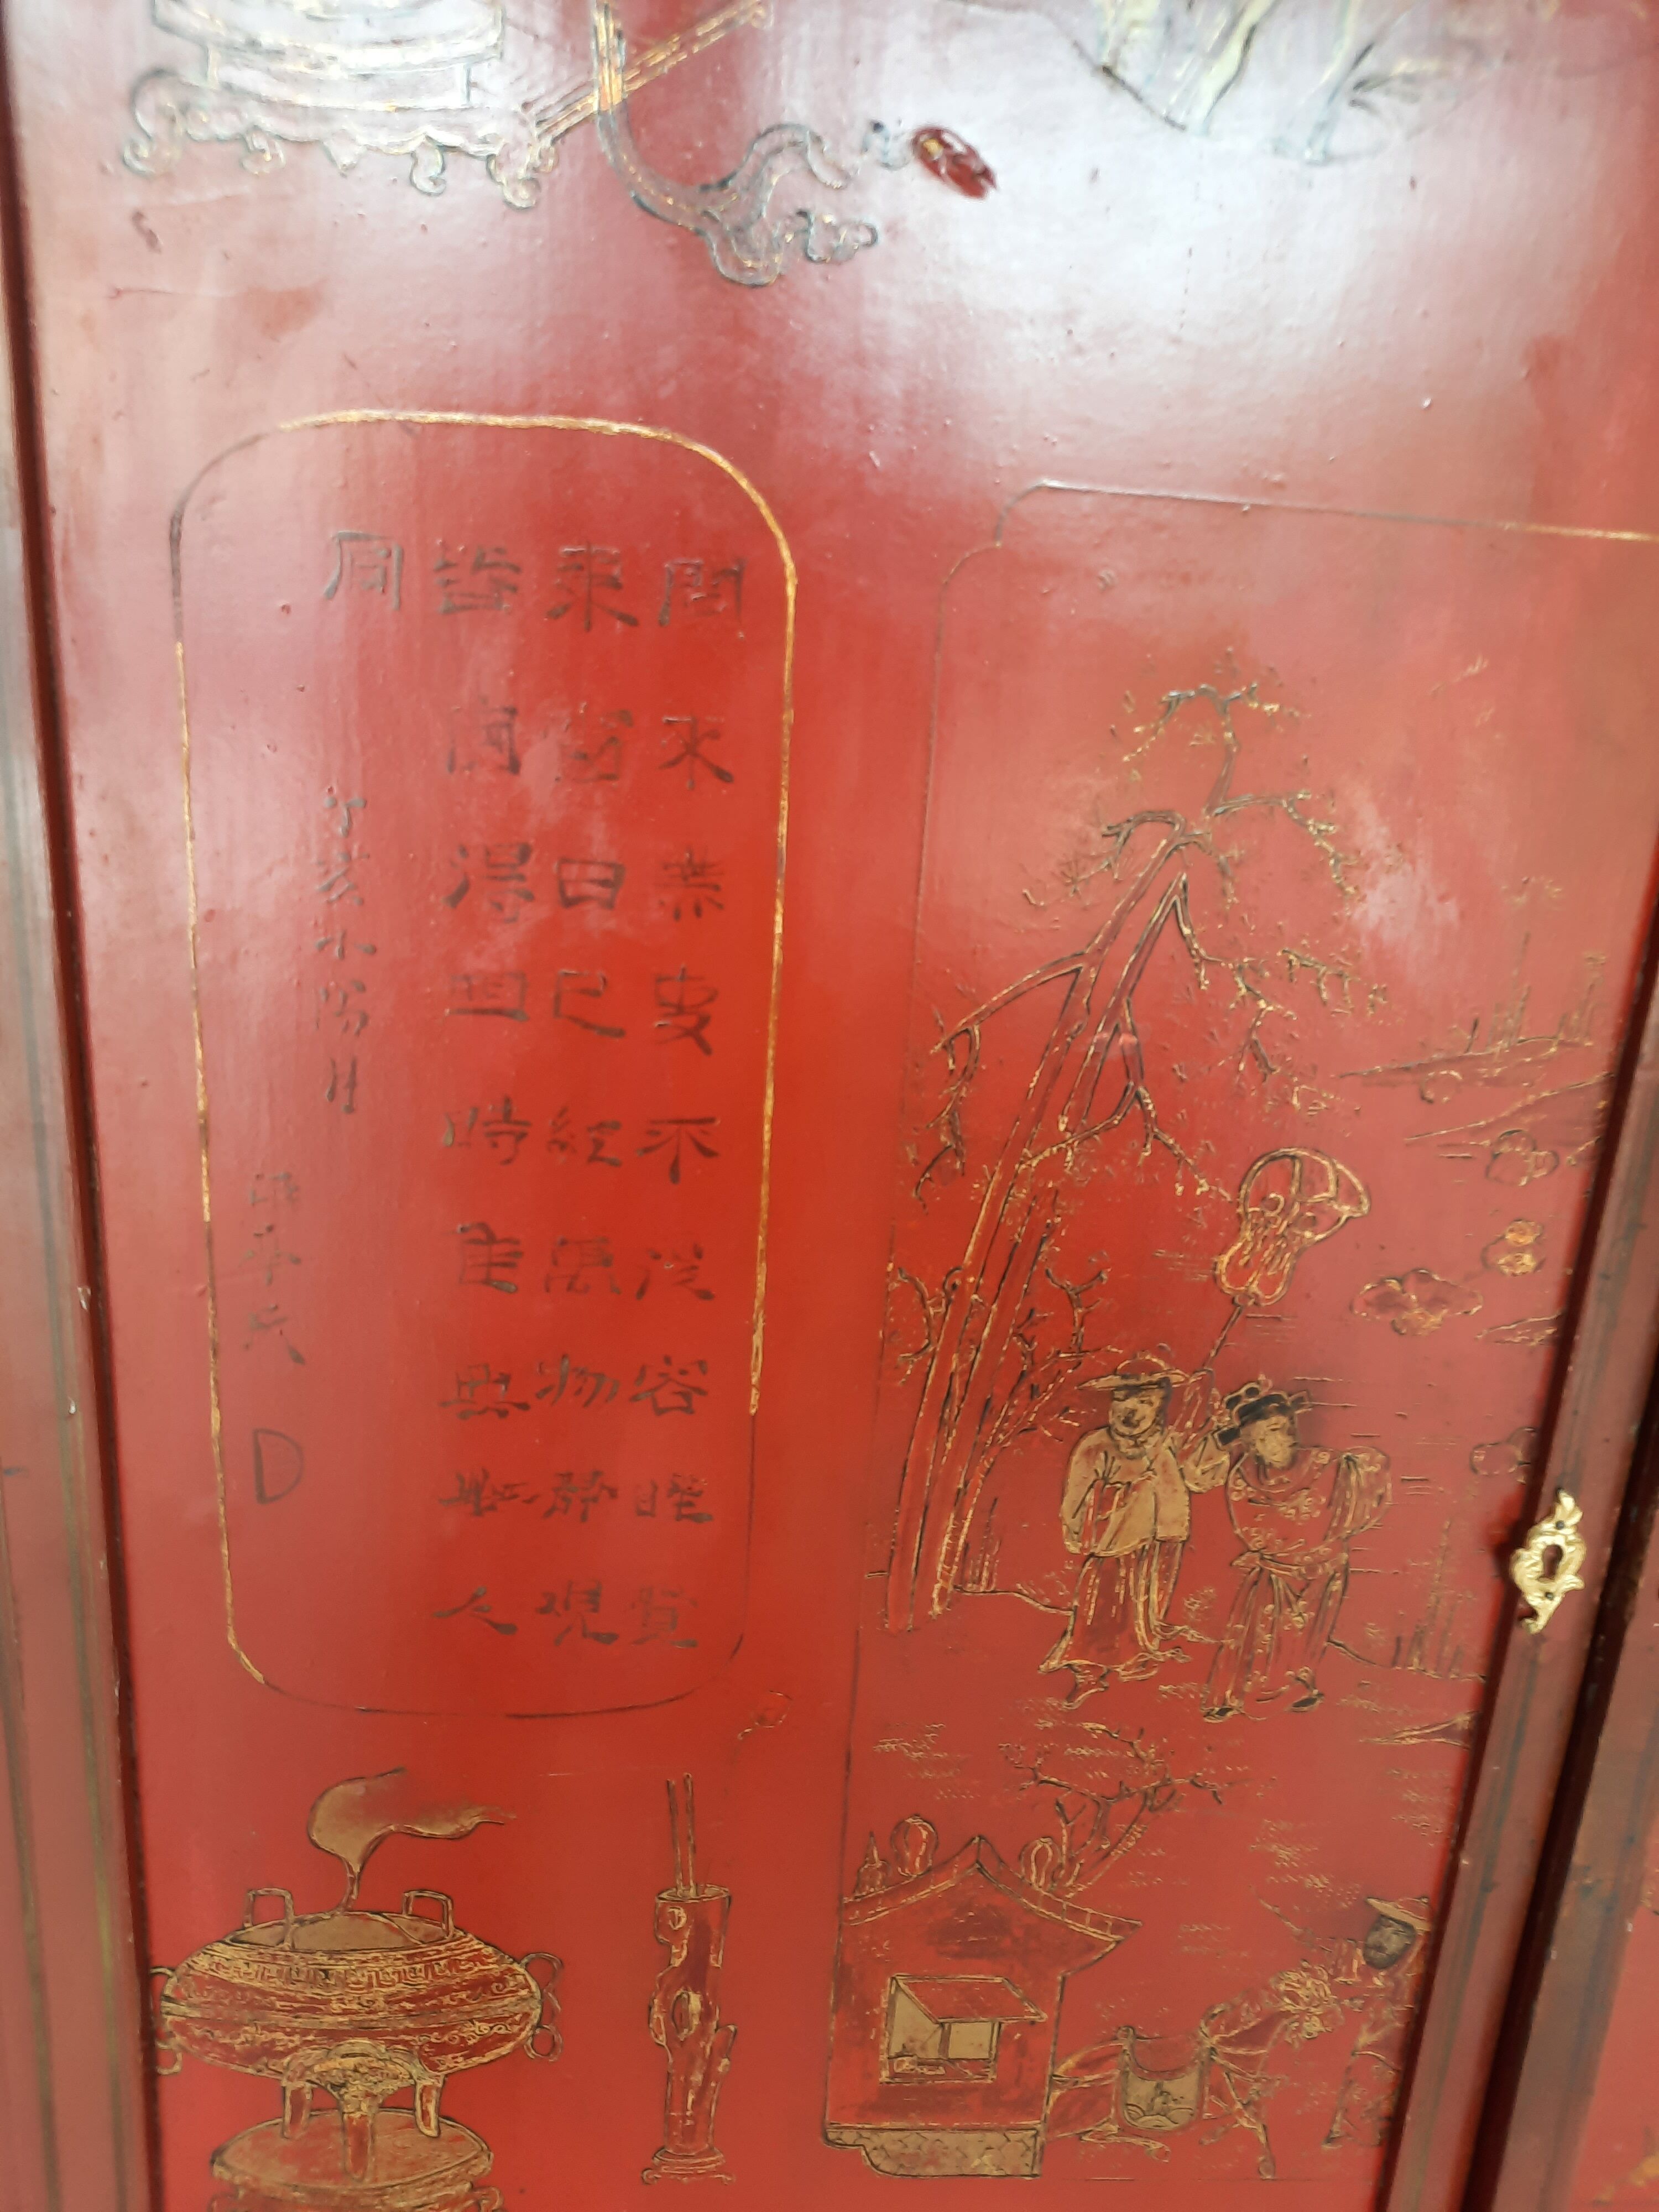 閒來無事不從容睡覺
東窗日已紅萬物靜觀
皆自得四時佳興與人
同
丁亥小陽月